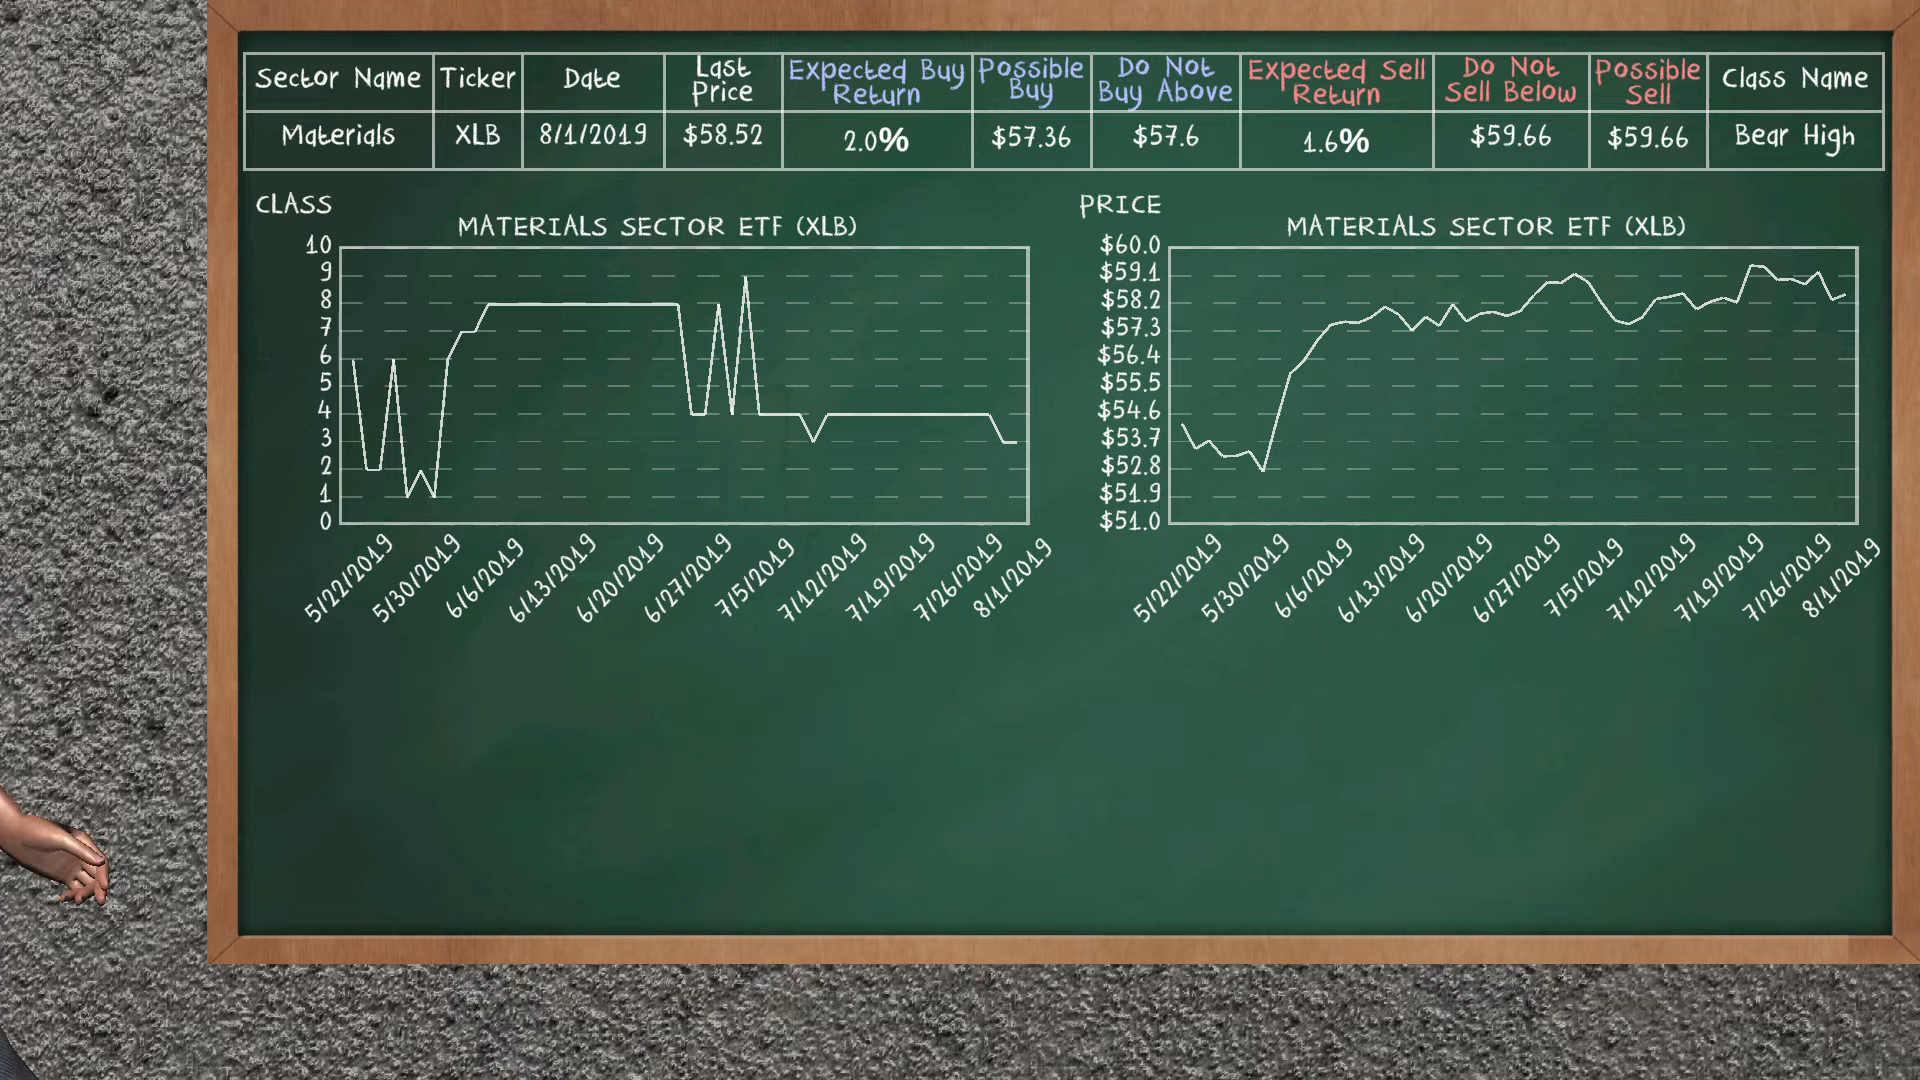 Sector Name Ticker Date Last Price Expected Buy Return Possible Buy Do Not Buy Above Expected Sell Return Do Not Sell Below Possible Sell Class Name
Materials XLB 8/1/2019 $58.52 2.0% $57.36 $57.6 1.6% $59.66 $59.66 Bear High
CLASS
MATERIALS SECTOR ETF (XLB)
10
9
8
7
6
5
4
3
2
1
0
5/22/2019 5/30/2019 6/6/2019 6/13/2019 6/20/2019 6/27/2019 7/5/2019 7/12/2019 7/19/2019 7/26/2019 8/1/2019
PRICE
MATERIALS SECTOR ETF (XLB)
$60.0
$59.1
$58.2
$57.3
$56.4
$55.5
$54.6
$53.7
$52.8
$51.9
$51.0
5/22/2019 5/30/2019 6/6/2019 6/13/2019 6/20/2019 6/27/2019 7/5/2019 7/12/2019 7/19/2019 7/26/2019 8/1/2019